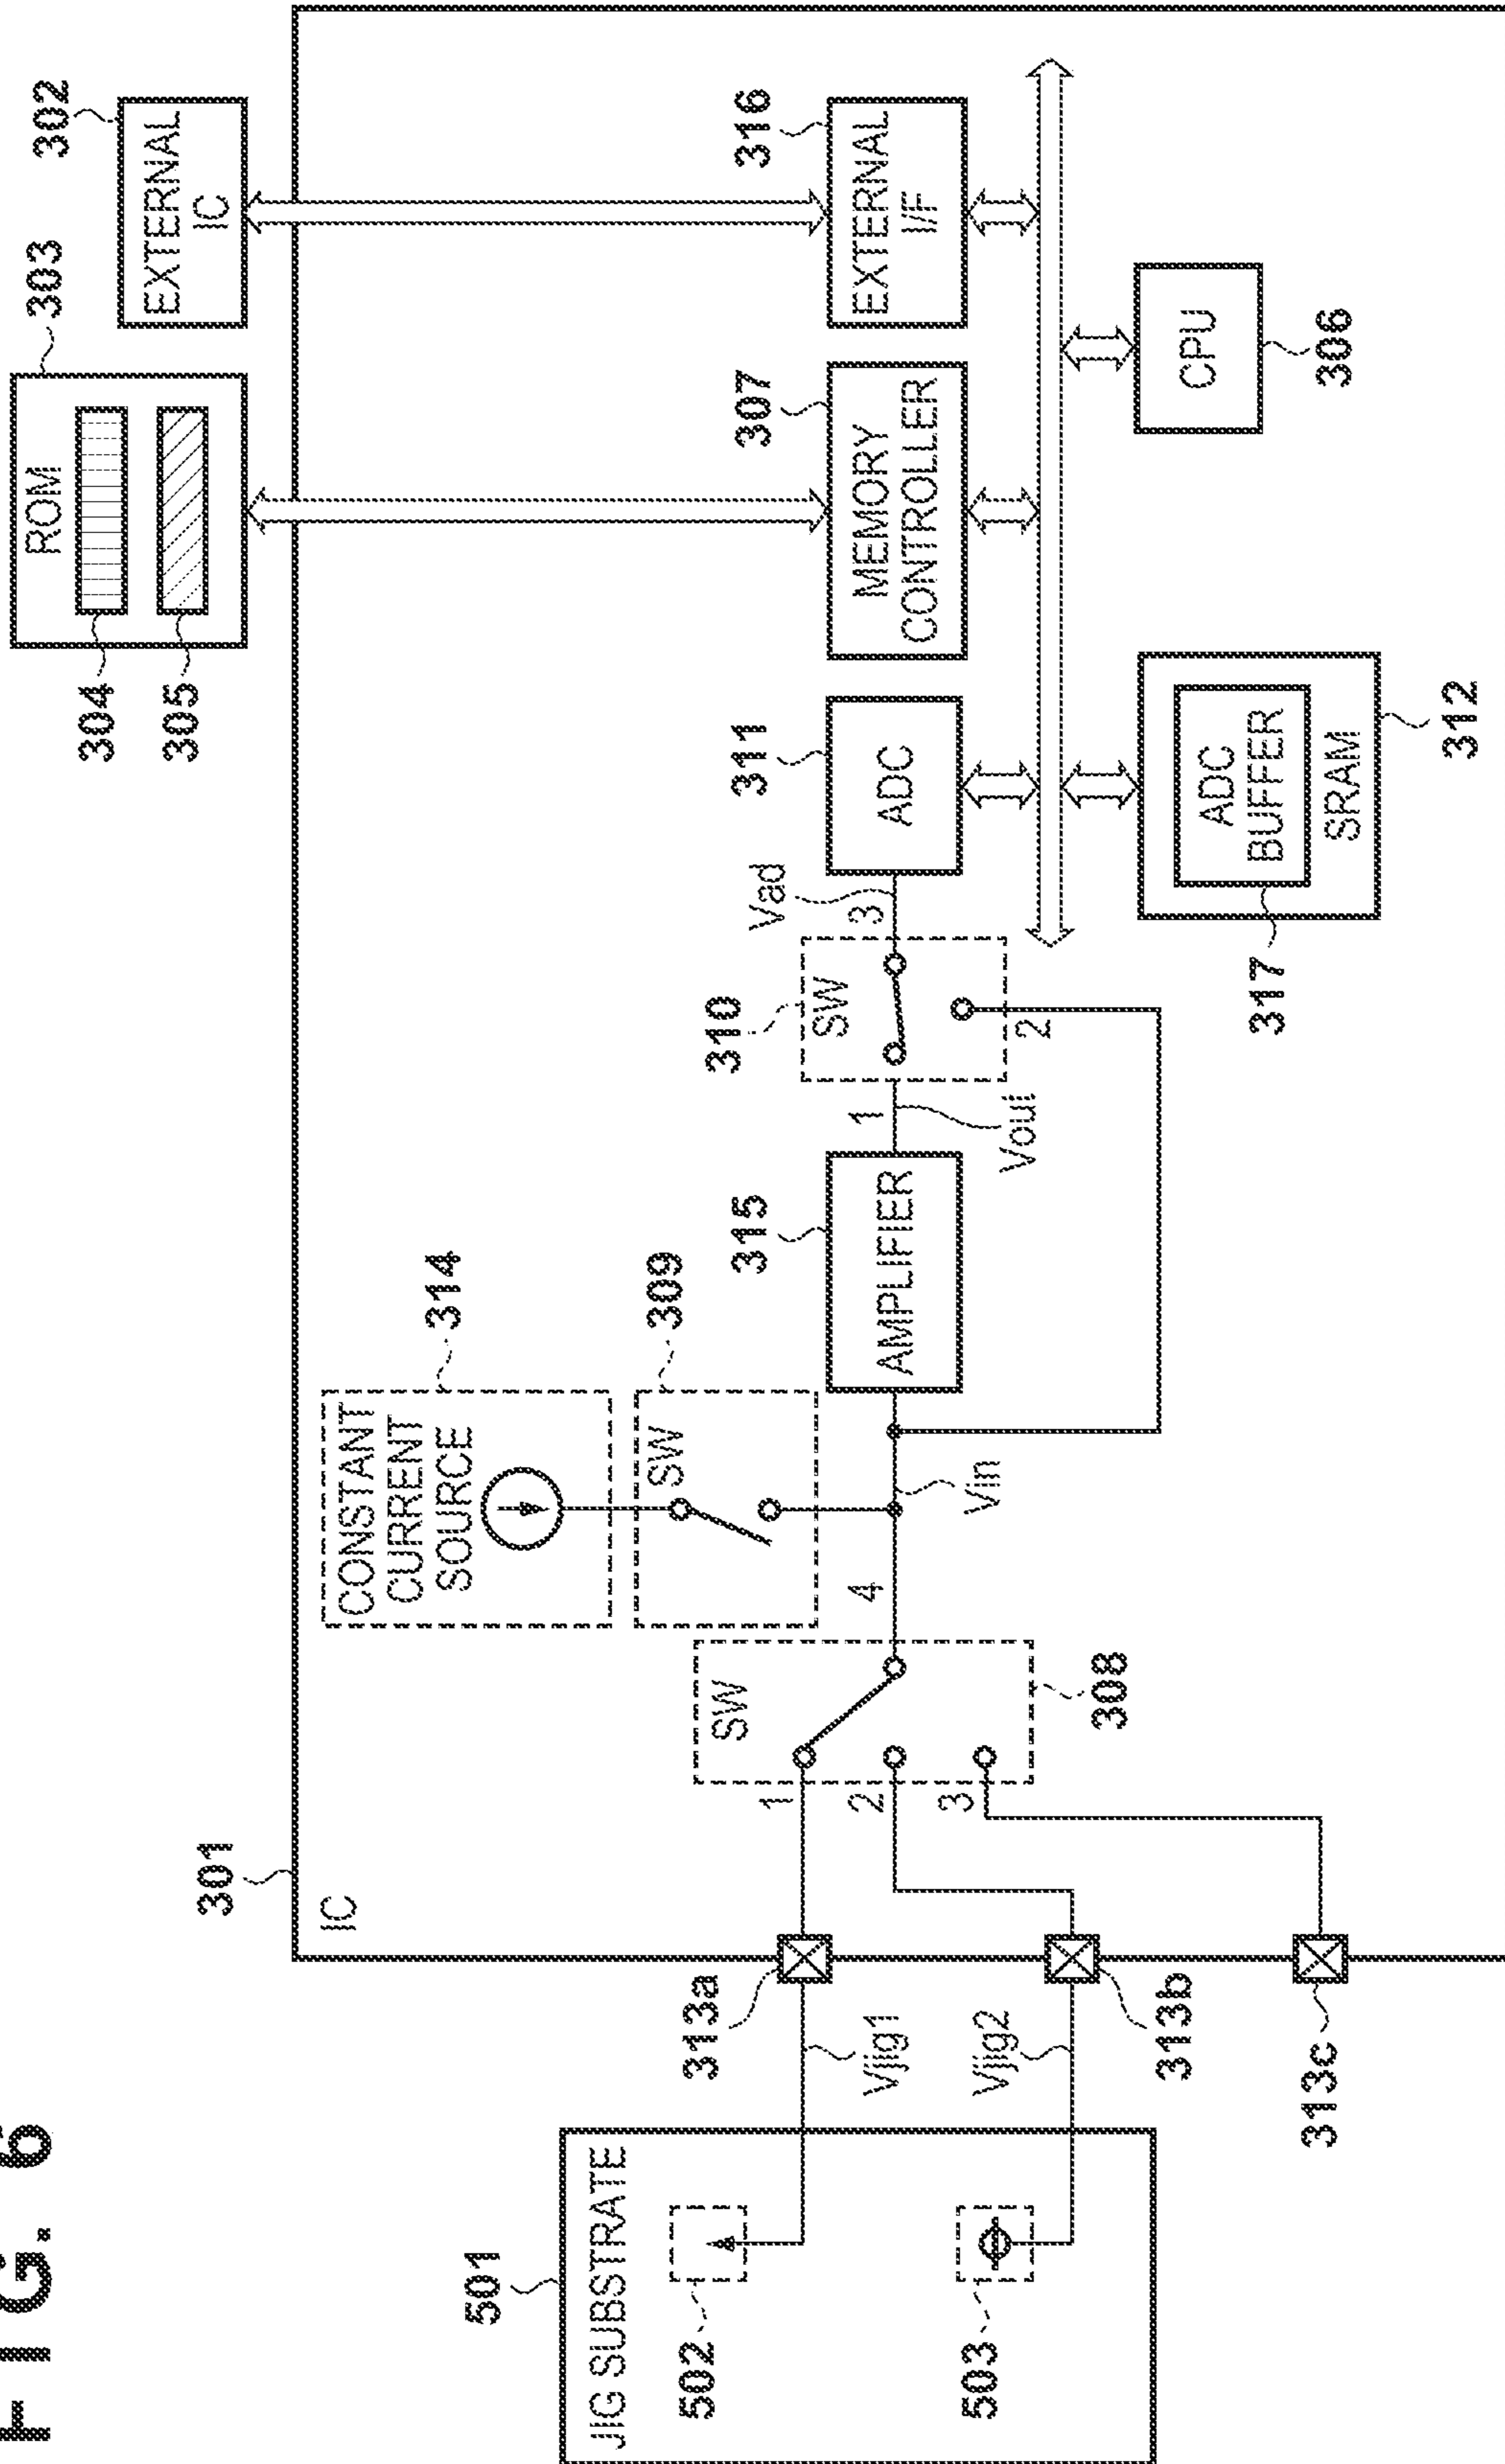 FIG. 6
303
ROM
304
305
302
EXTERNAL
IC
301
IC
314
CONSTANT
CURRENT
SOURCE
309
SW
501
JIG SUBSTRATE
502
503
313a
Vjig1
Vjig2
313b
313c
SW
1
2
3
4
308
Vin
315
AMPLIFIER
1
Vout
310
SW
2
3
Vad
311
ADC
307
MEMORY
CONTROLLER
316
EXTERNAL
I/F
317
ADC
BUFFER
SRAM
312
CPU
306